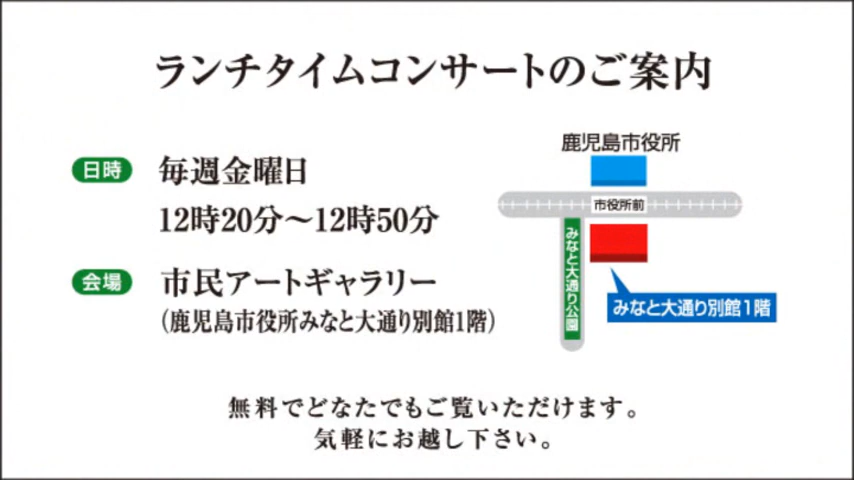 ランチタイムコンサートのご案内
日時
毎週金曜日
12時20分～12時50分
会場
市民アートギャラリー
(鹿児島市役所みなと大通り別館1階)
鹿児島市役所
市役所前
みなと大通り公園
みなと大通り別館1階
無料でどなたでもご覧いただけます。
気軽にお越し下さい。